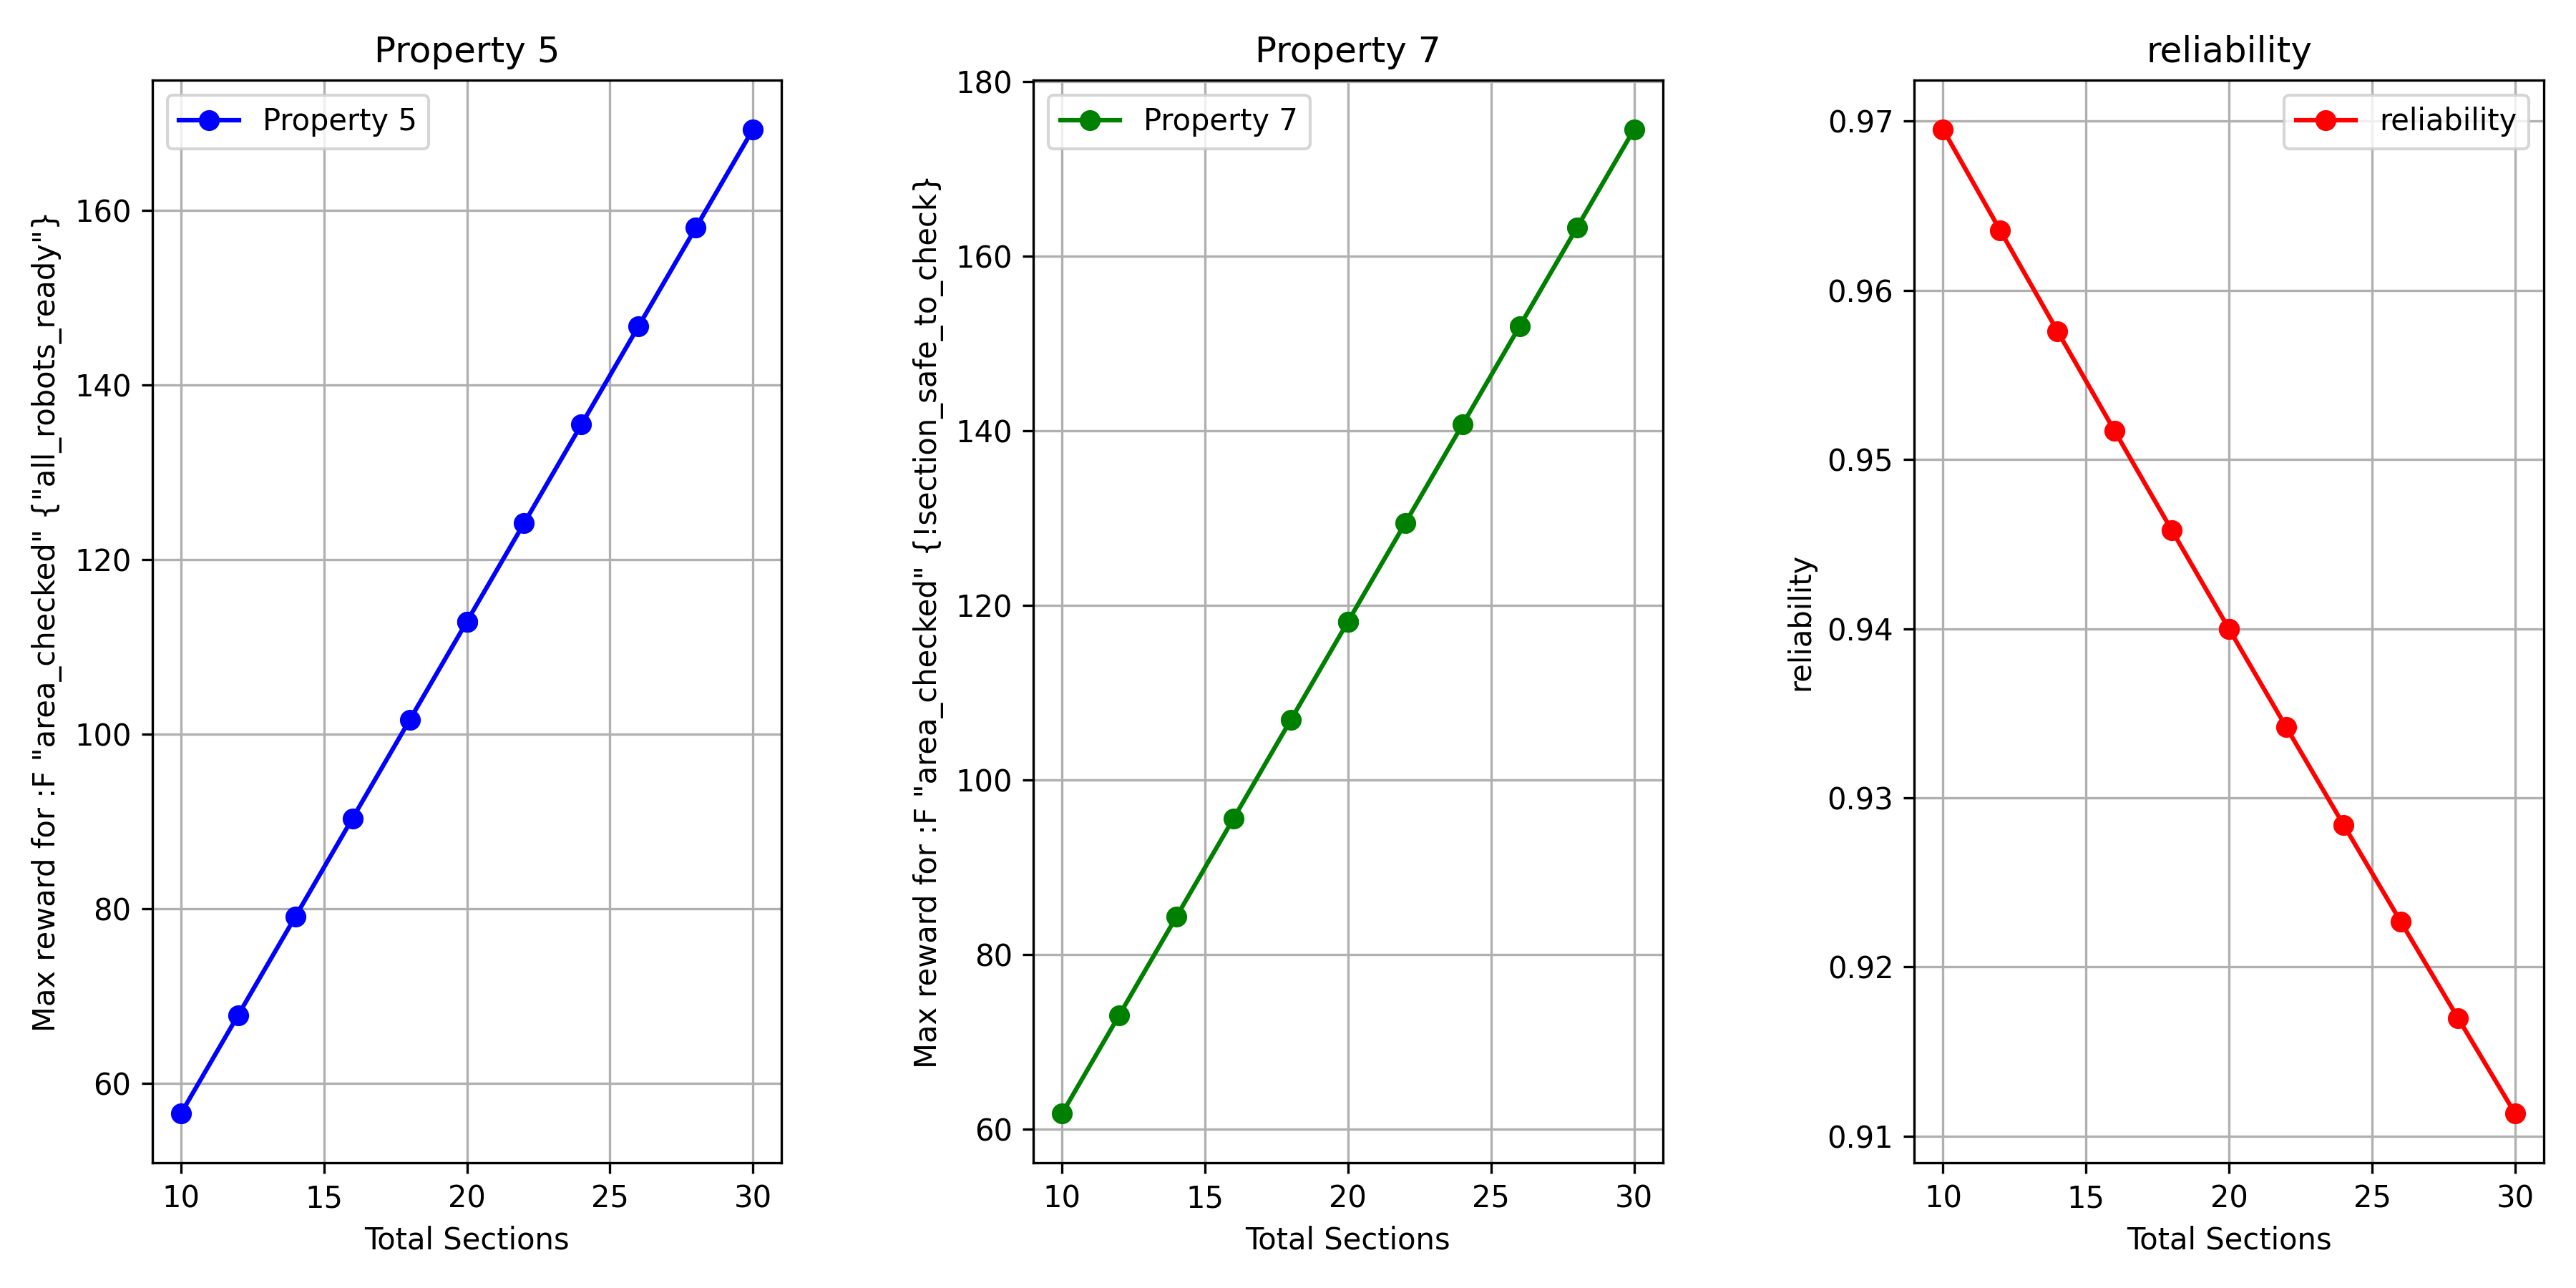 Property 5
Property 5
Max reward for :F "area_checked" {"all_robots_ready"}
160
140
120
100
80
60
10 15 20 25 30
Total Sections
Property 7
Property 7
Max reward for :F "area_checked" {!section_safe_to_check}
180
160
140
120
100
80
60
10 15 20 25 30
Total Sections
reliability
reliability
reliability
0.97
0.96
0.95
0.94
0.93
0.92
0.91
10 15 20 25 30
Total Sections